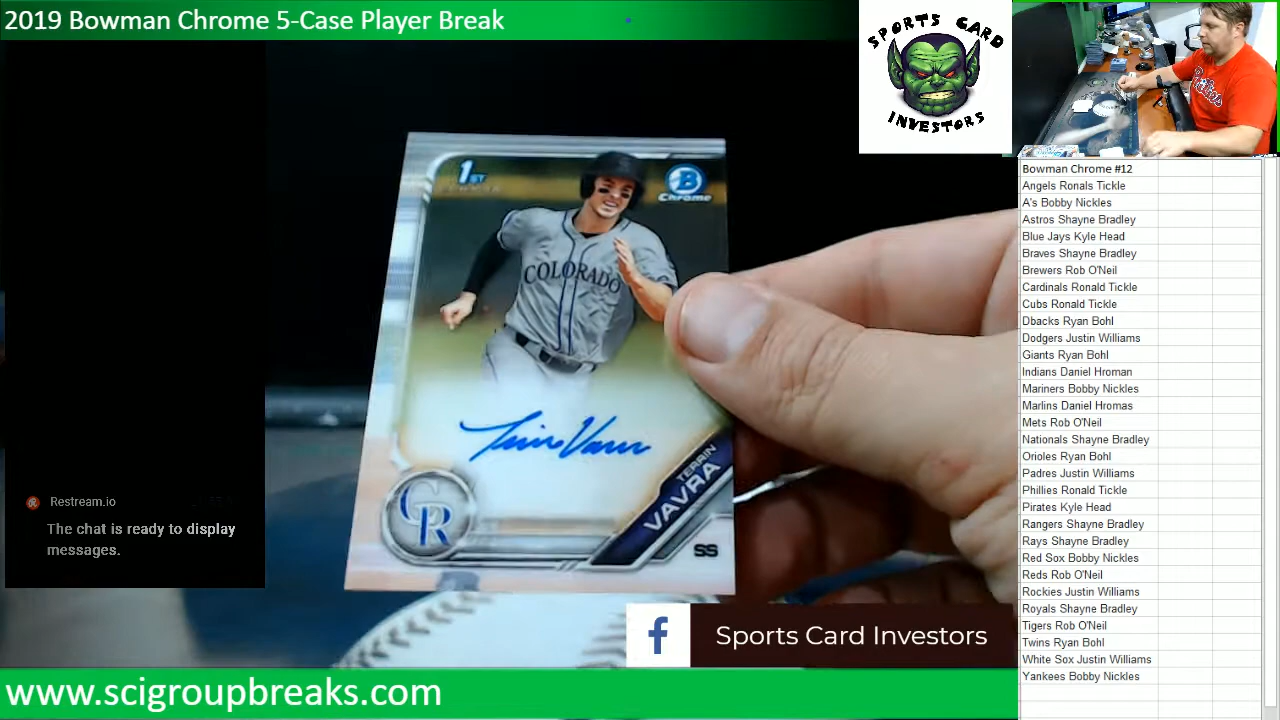 2019 Bowman Chrome 5-Case Player Break
SPORTS CARD
INVESTORS
1ST
B
Chrome
COLORADO
Terrin Vavra
CR
TERRIN
VAVRA
SS
Restream.io
The chat is ready to display
messages.
Sports Card Investors
www.scigroupbreaks.com
Bowman Chrome #12
Angels Ronals Tickle
A's Bobby Nickles
Astros Shayne Bradley
Blue Jays Kyle Head
Braves Shayne Bradley
Brewers Rob O'Neil
Cardinals Ronald Tickle
Cubs Ronald Tickle
Dbacks Ryan Bohl
Dodgers Justin Williams
Giants Ryan Bohl
Indians Daniel Hroman
Mariners Bobby Nickles
Marlins Daniel Hromas
Mets Rob O'Neil
Nationals Shayne Bradley
Orioles Ryan Bohl
Padres Justin Williams
Phillies Ronald Tickle
Pirates Kyle Head
Rangers Shayne Bradley
Rays Shayne Bradley
Red Sox Bobby Nickles
Reds Rob O'Neil
Rockies Justin Williams
Royals Shayne Bradley
Tigers Rob O'Neil
Twins Ryan Bohl
White Sox Justin Williams
Yankees Bobby Nickles